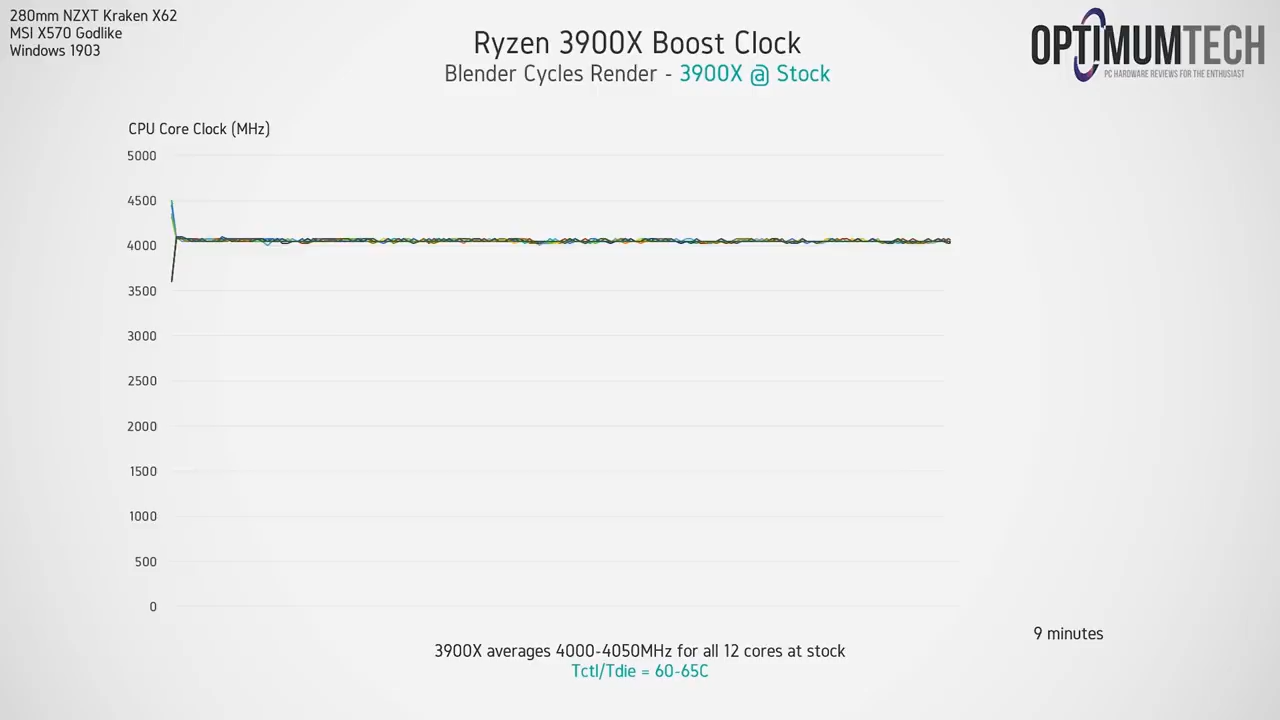 280mm NZXT Kraken X62
MSI X570 Godlike
Windows 1903
Ryzen 3900X Boost Clock
Blender Cycles Render - 3900X @ Stock
OPTIMUMTECH
PC HARDWARE REVIEWS FOR THE ENTHUSIAST
CPU Core Clock (MHz)
5000
4500
4000
3500
3000
2500
2000
1500
1000
500
0
9 minutes
3900X averages 4000-4050MHz for all 12 cores at stock
Tctl/Tdie = 60-65C